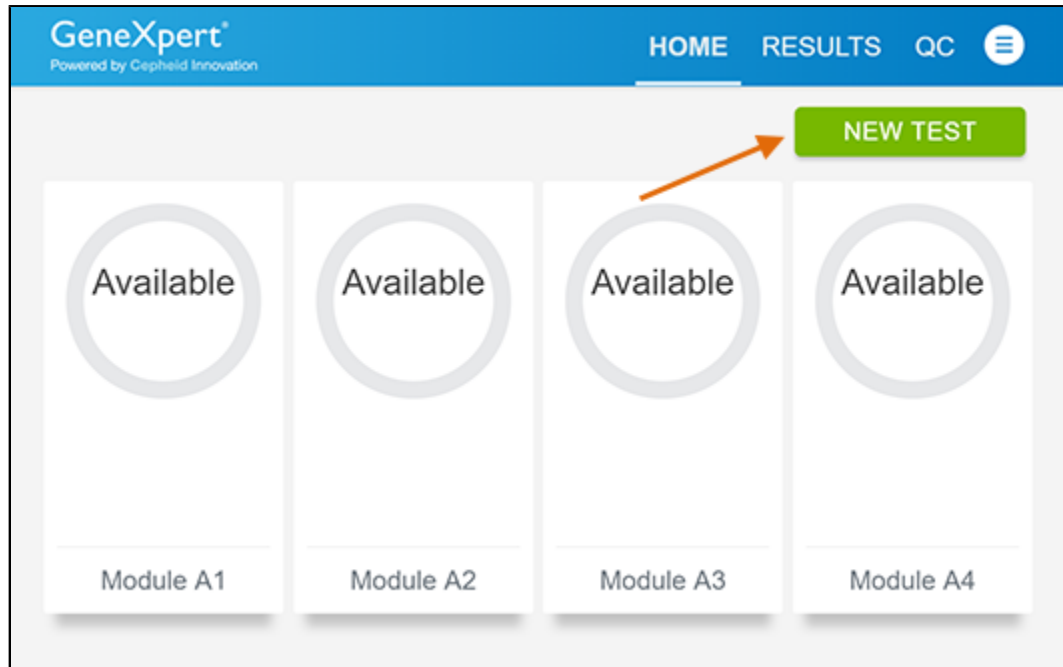 GeneXpert®
Powered by Cepheid Innovation
HOME RESULTS QC
NEW TEST
Available Available Available Available
Module A1 Module A2 Module A3 Module A4